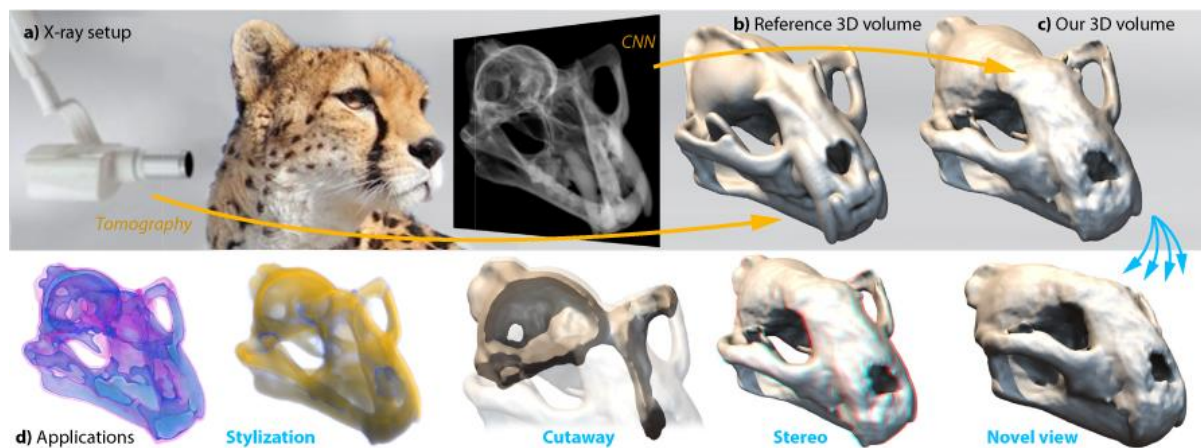 a) X-ray setup
CNN
b) Reference 3D volume
c) Our 3D volume
Tomography
d) Applications
Stylization
Cutaway
Stereo
Novel view